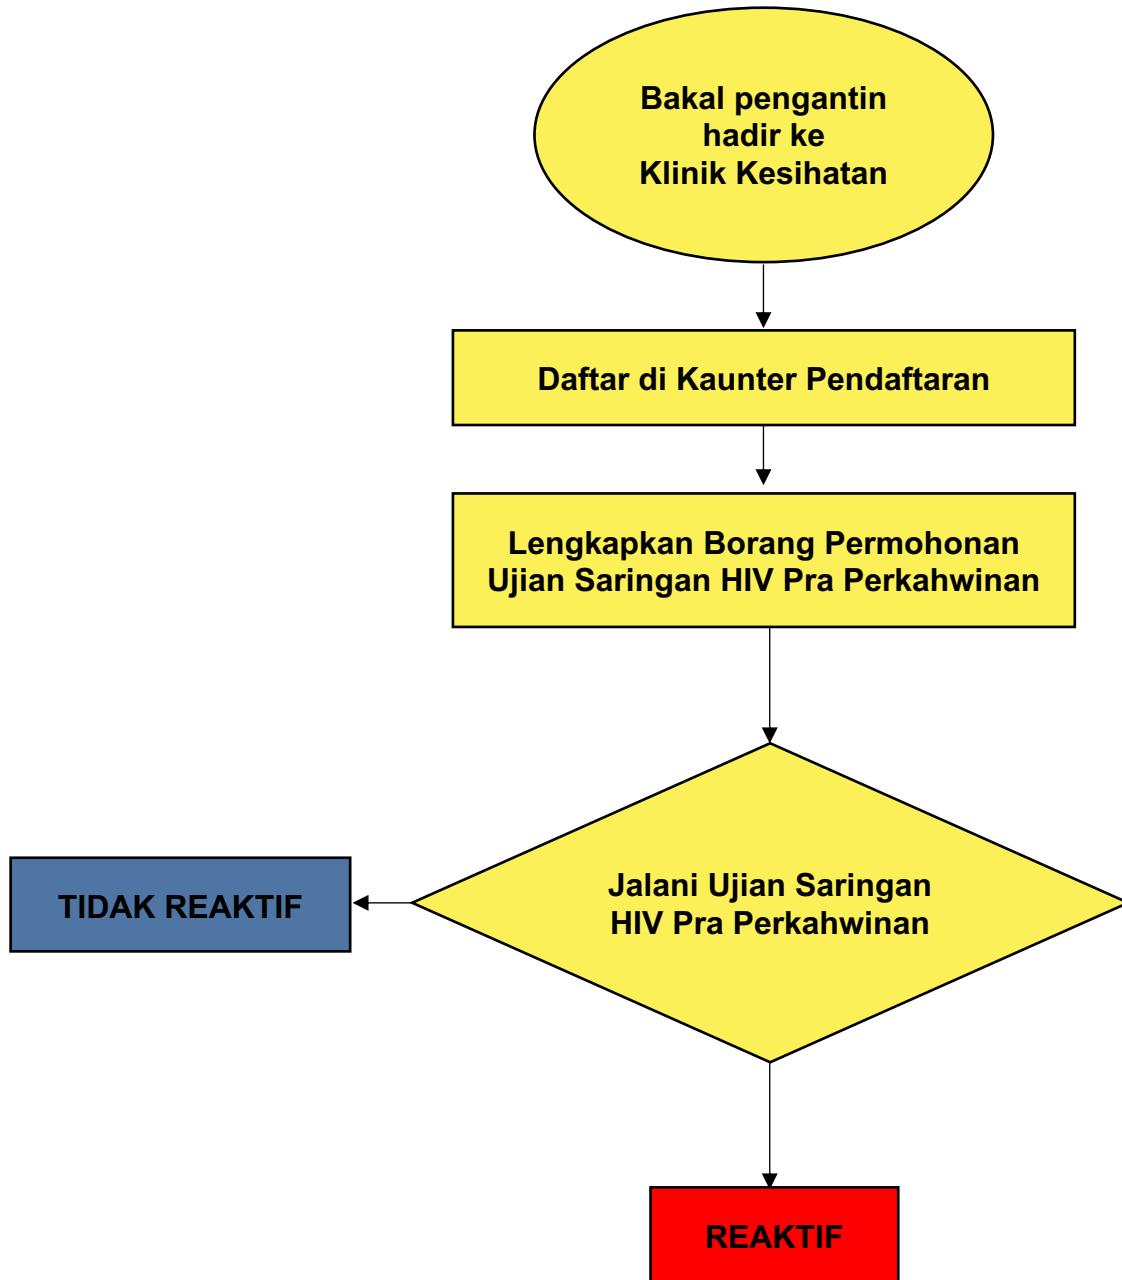 Bakal pengantin
hadir ke
Klinik Kesihatan
Daftar di Kaunter Pendaftaran
Lengkapkan Borang Permohonan
Ujian Saringan HIV Pra Perkahwinan
Jalani Ujian Saringan
HIV Pra Perkahwinan
TIDAK REAKTIF
REAKTIF